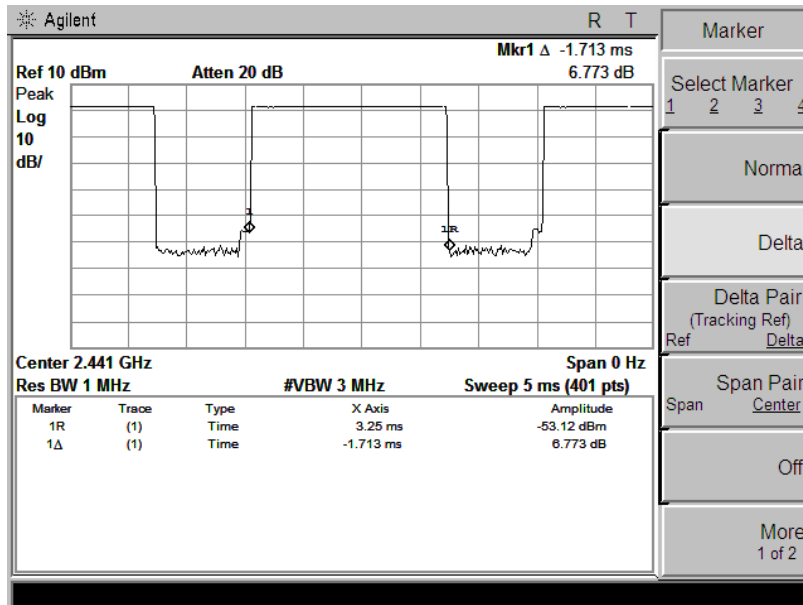 Agilent R T
Mkr1 Δ -1.713 ms
Ref 10 dBm Atten 20 dB 6.773 dB
Peak
Log
10
dB/
1
1R
Center 2.441 GHz Span 0 Hz
Res BW 1 MHz #VBW 3 MHz Sweep 5 ms (401 pts)
Marker Trace Type X Axis Amplitude
1R (1) Time 3.25 ms -53.12 dBm
1Δ (1) Time -1.713 ms 6.773 dB
Marker
Select Marker
1 2 3 4
Norma
Delta
Delta Pair
(Tracking Ref)
Ref Delta
Span Pair
Span Center
Off
More
1 of 2